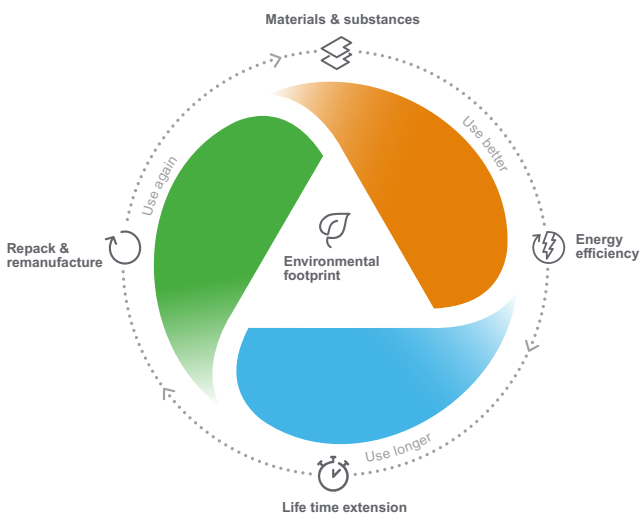 Materials & substances
Use better
Use again
Repack &
remanufacture
Energy
efficiency
Environmental
footprint
Use longer
Life time extension